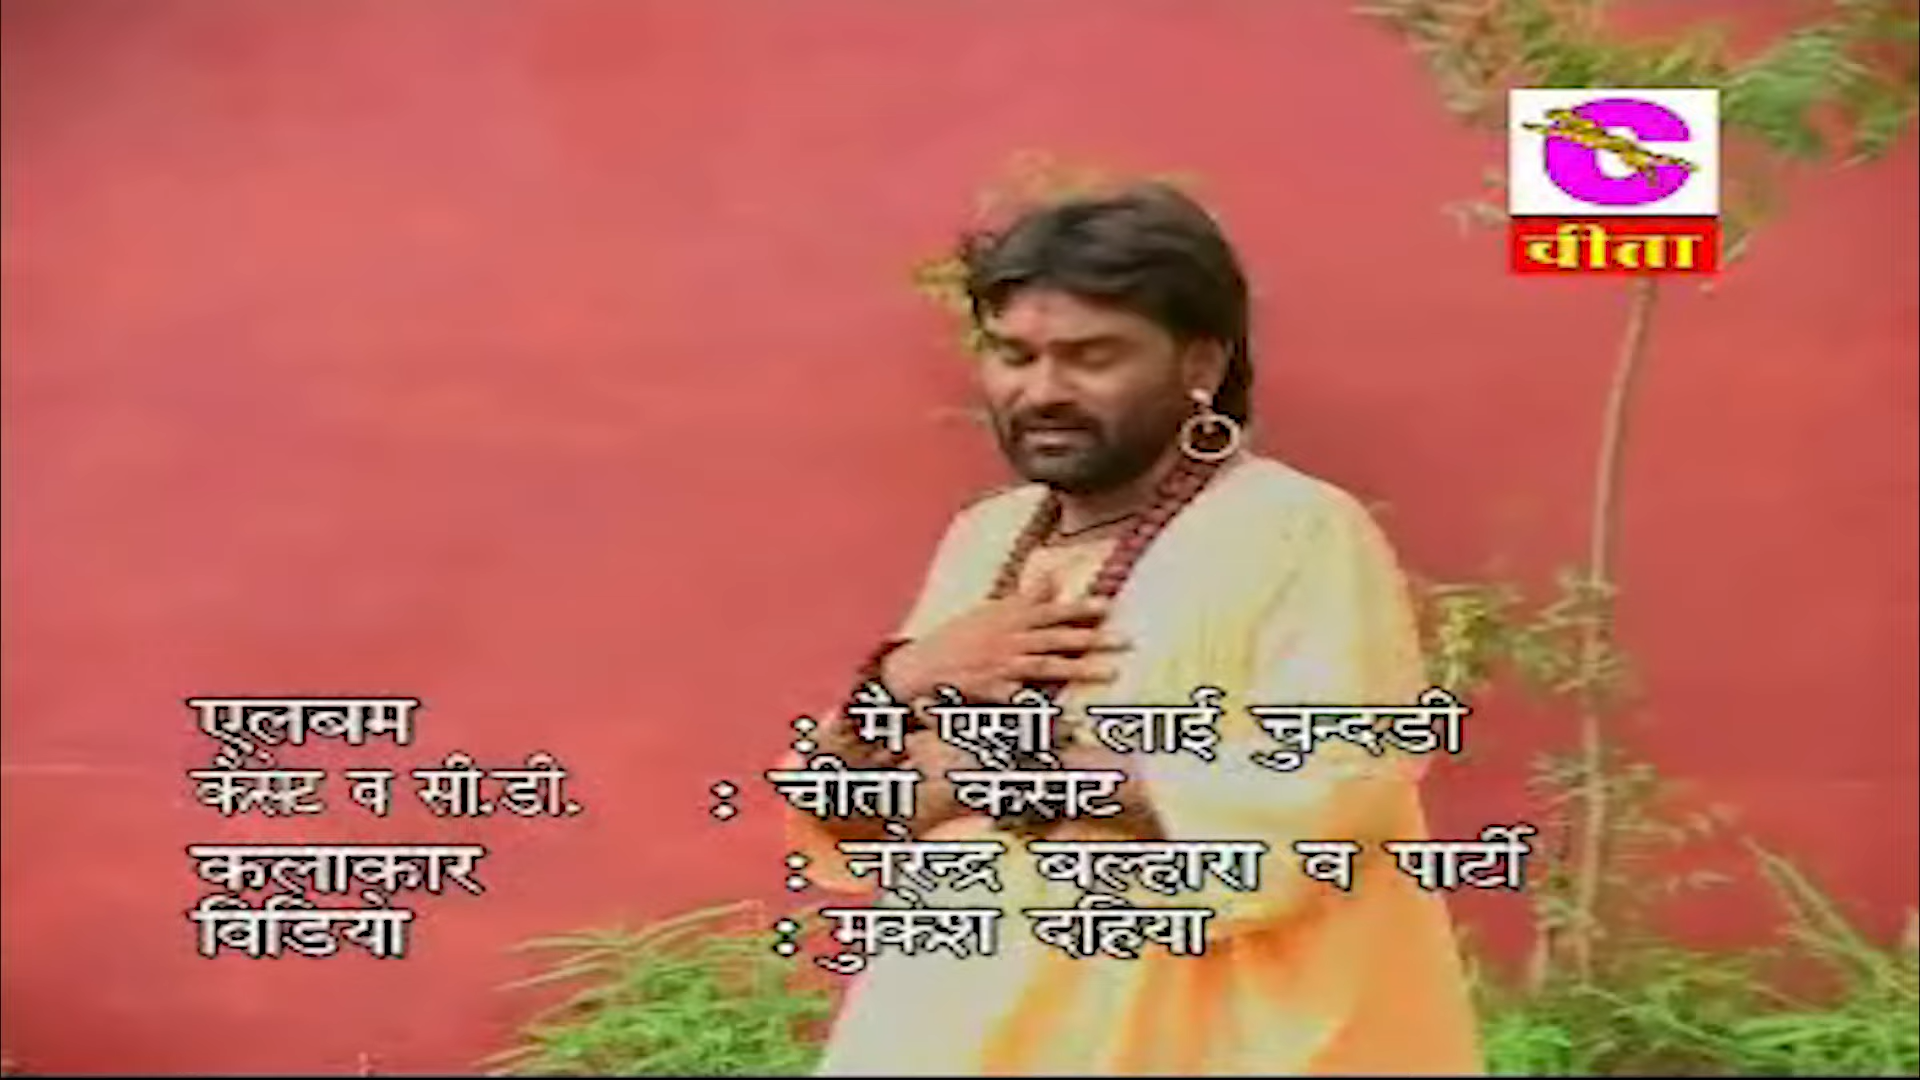 चीता
एलबम : मै ऐसी लाई चुन्दडी
कैसेट व सी.डी. : चीता कैसेट
कलाकार : नरेन्द्र बल्हारा व पार्टी
विडियो : मुकेश दहिया